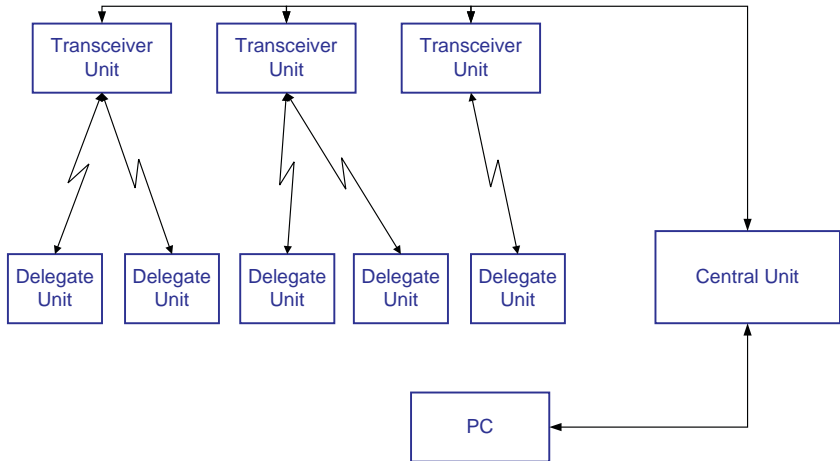 Transceiver
Unit
Transceiver
Unit
Transceiver
Unit
Delegate
Unit
Delegate
Unit
Delegate
Unit
Delegate
Unit
Delegate
Unit
Central Unit
PC